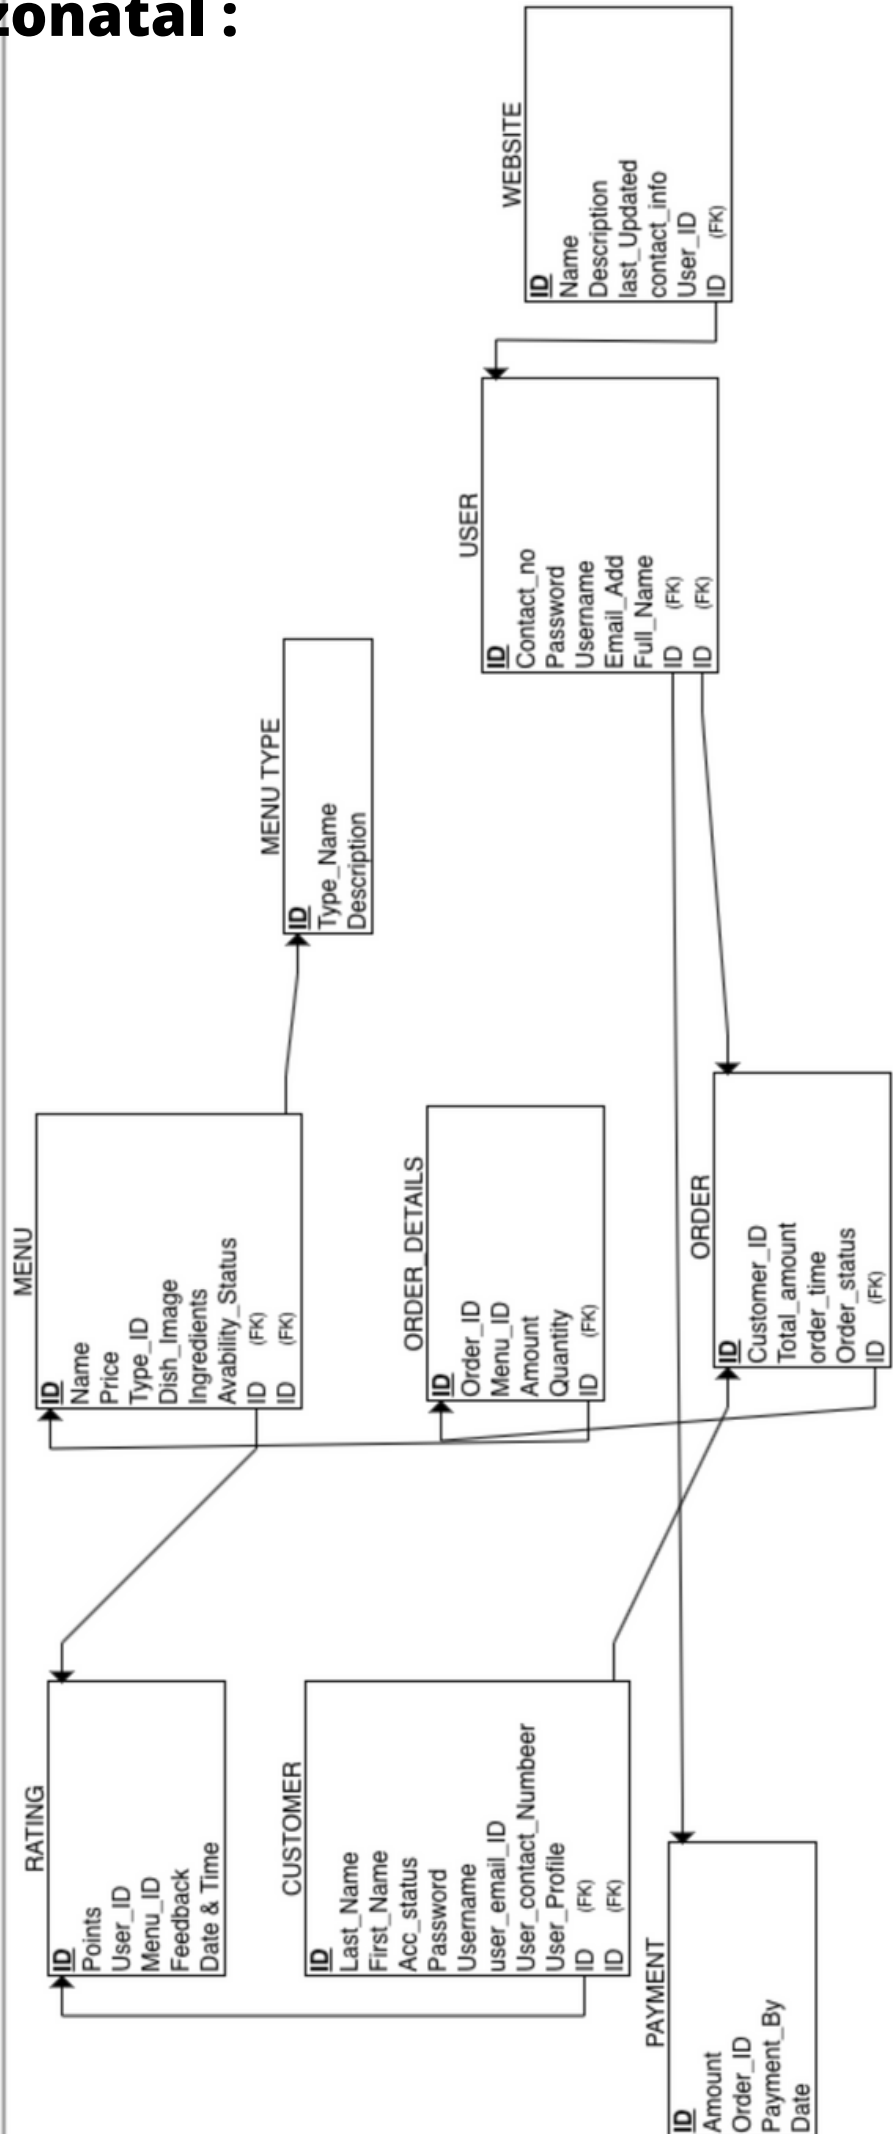 zonatal :
RATING
ID
Points
User_ID
Menu_ID
Feedback
Date & Time
MENU
ID
Name
Price
Type_ID
Dish_Image
Ingredients
Avability_Status
ID (FK)
ID (FK)
MENU TYPE
ID
Type_Name
Description
CUSTOMER
ID
Last_Name
First_Name
Acc_status
Password
Username
user_email_ID
User_contact_Numbeer
User_Profile
ID (FK)
ID (FK)
ORDER_DETAILS
ID
Order_ID
Menu_ID
Amount
Quantity
ID (FK)
USER
ID
Contact_no
Password
Username
Email_Add
Full_Name
ID (FK)
ID (FK)
WEBSITE
ID
Name
Description
last_Updated
contact_info
User_ID
ID (FK)
PAYMENT
ID
Amount
Order_ID
Payment_By
Date
ORDER
ID
Customer_ID
Total_amount
order_time
Order_status
ID (FK)